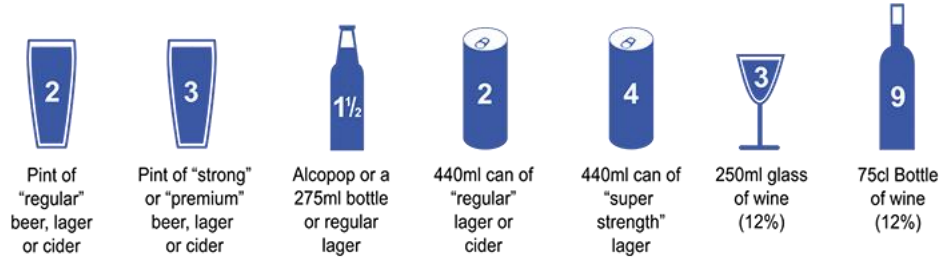 2
3
1½
2
4
3
9
Pint of
"regular"
beer, lager
or cider
Pint of "strong"
or "premium"
beer, lager
or cider
Alcopop or a
275ml bottle
or regular
lager
440ml can of
"regular"
lager or
cider
440ml can of
"super
strength"
lager
250ml glass
of wine
(12%)
75cl Bottle
of wine
(12%)